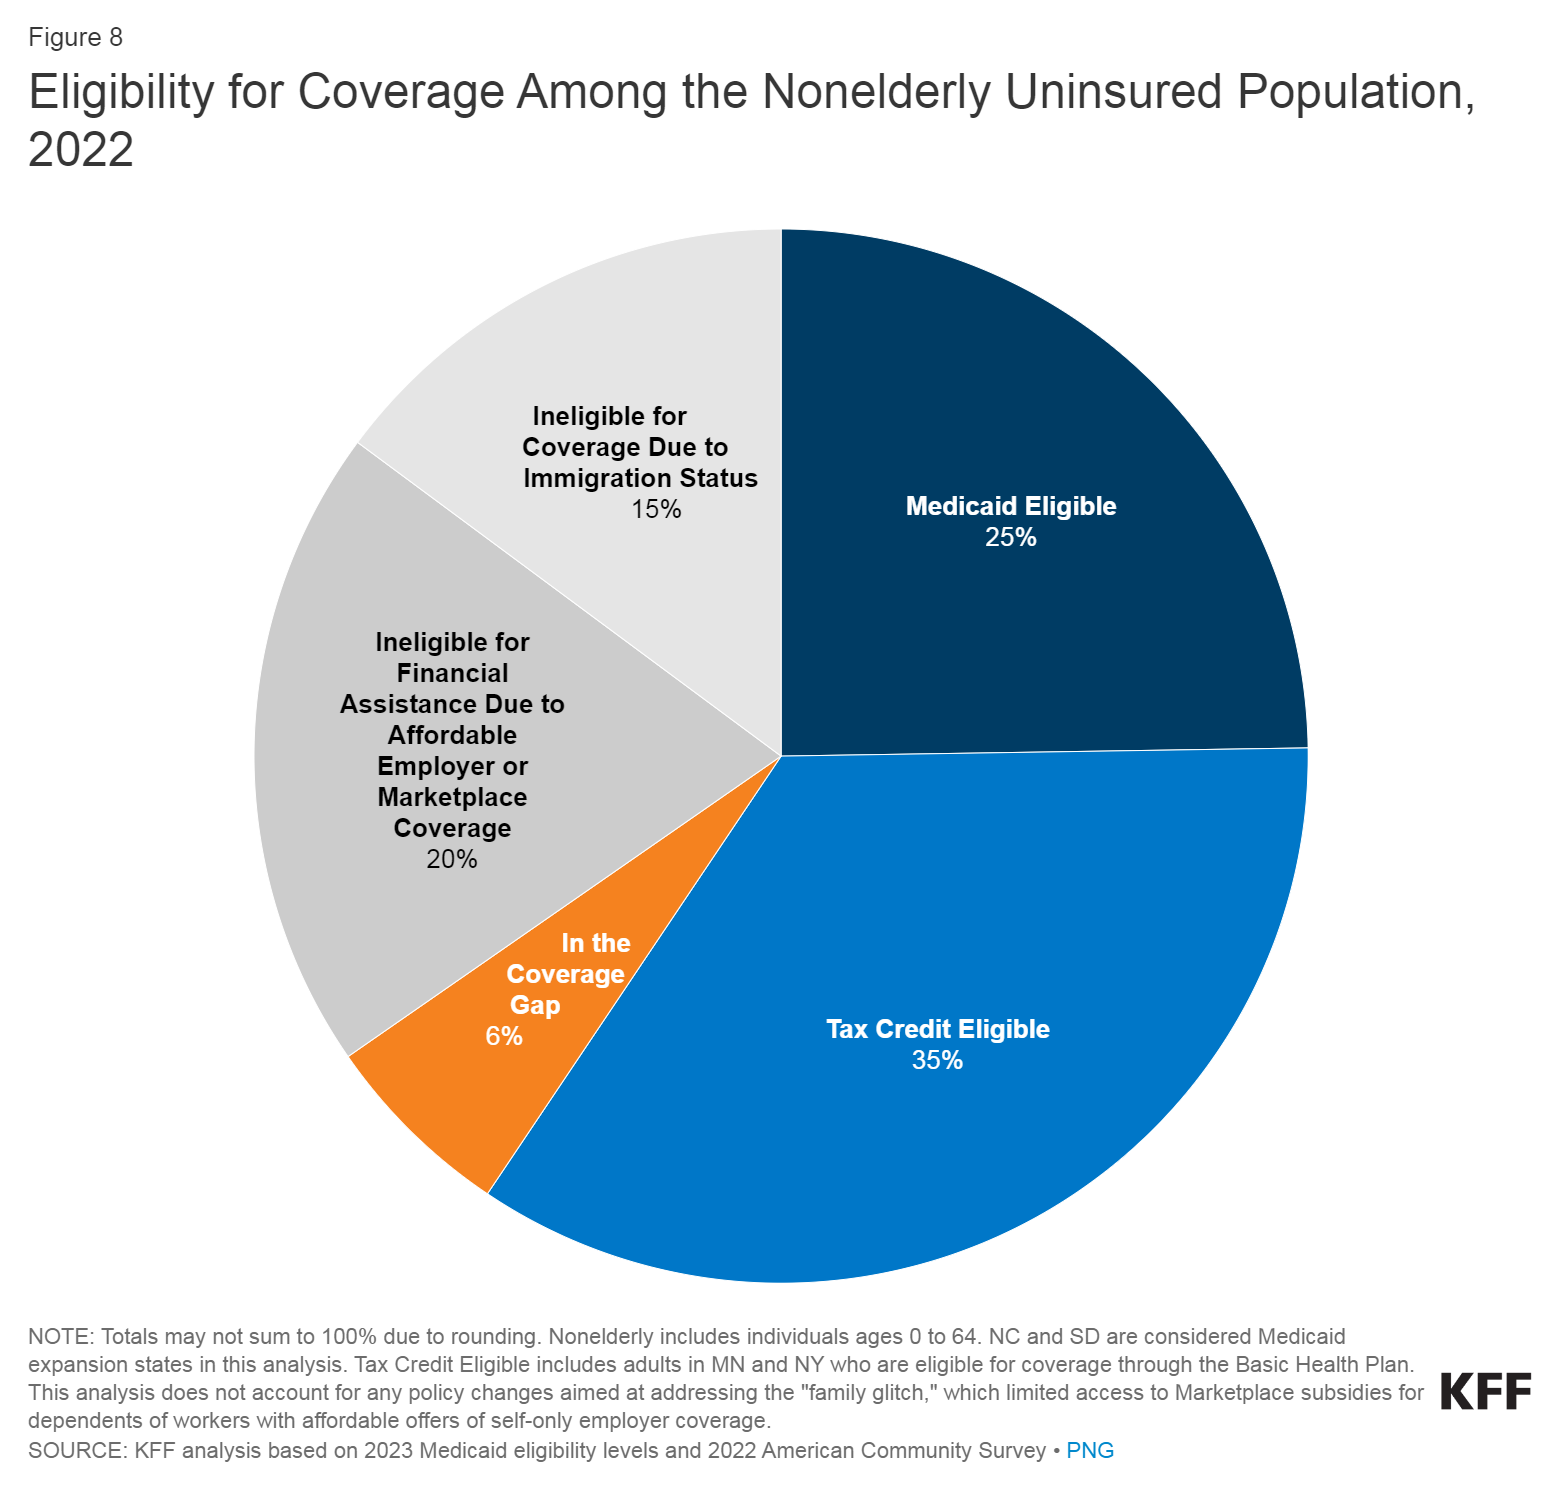 Figure 8
Eligibility for Coverage Among the Nonelderly Uninsured Population,
2022
Ineligible for
Coverage Due to
Immigration Status
15%
Medicaid Eligible
25%
Ineligible for
Financial
Assistance Due to
Affordable
Employer or
Marketplace
Coverage
20%
In the
Coverage
Gap
6%
Tax Credit Eligible
35%
NOTE: Totals may not sum to 100% due to rounding. Nonelderly includes individuals ages 0 to 64. NC and SD are considered Medicaid
expansion states in this analysis. Tax Credit Eligible includes adults in MN and NY who are eligible for coverage through the Basic Health Plan.
This analysis does not account for any policy changes aimed at addressing the "family glitch," which limited access to Marketplace subsidies for
dependents of workers with affordable offers of self-only employer coverage.
SOURCE: KFF analysis based on 2023 Medicaid eligibility levels and 2022 American Community Survey • PNG
KFF